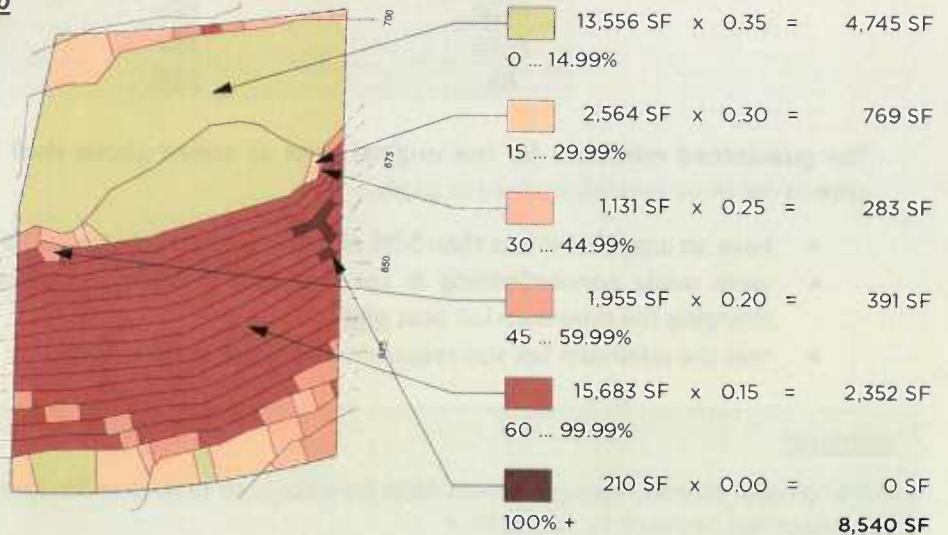 13,556 SF x 0.35 = 4,745 SF
0 ... 14.99%
2,564 SF x 0.30 = 769 SF
15 ... 29.99%
1,131 SF x 0.25 = 283 SF
30 ... 44.99%
1,955 SF x 0.20 = 391 SF
45 ... 59.99%
15,683 SF x 0.15 = 2,352 SF
60 ... 99.99%
210 SF x 0.00 = 0 SF
100% + 8,540 SF
700
675
650
625